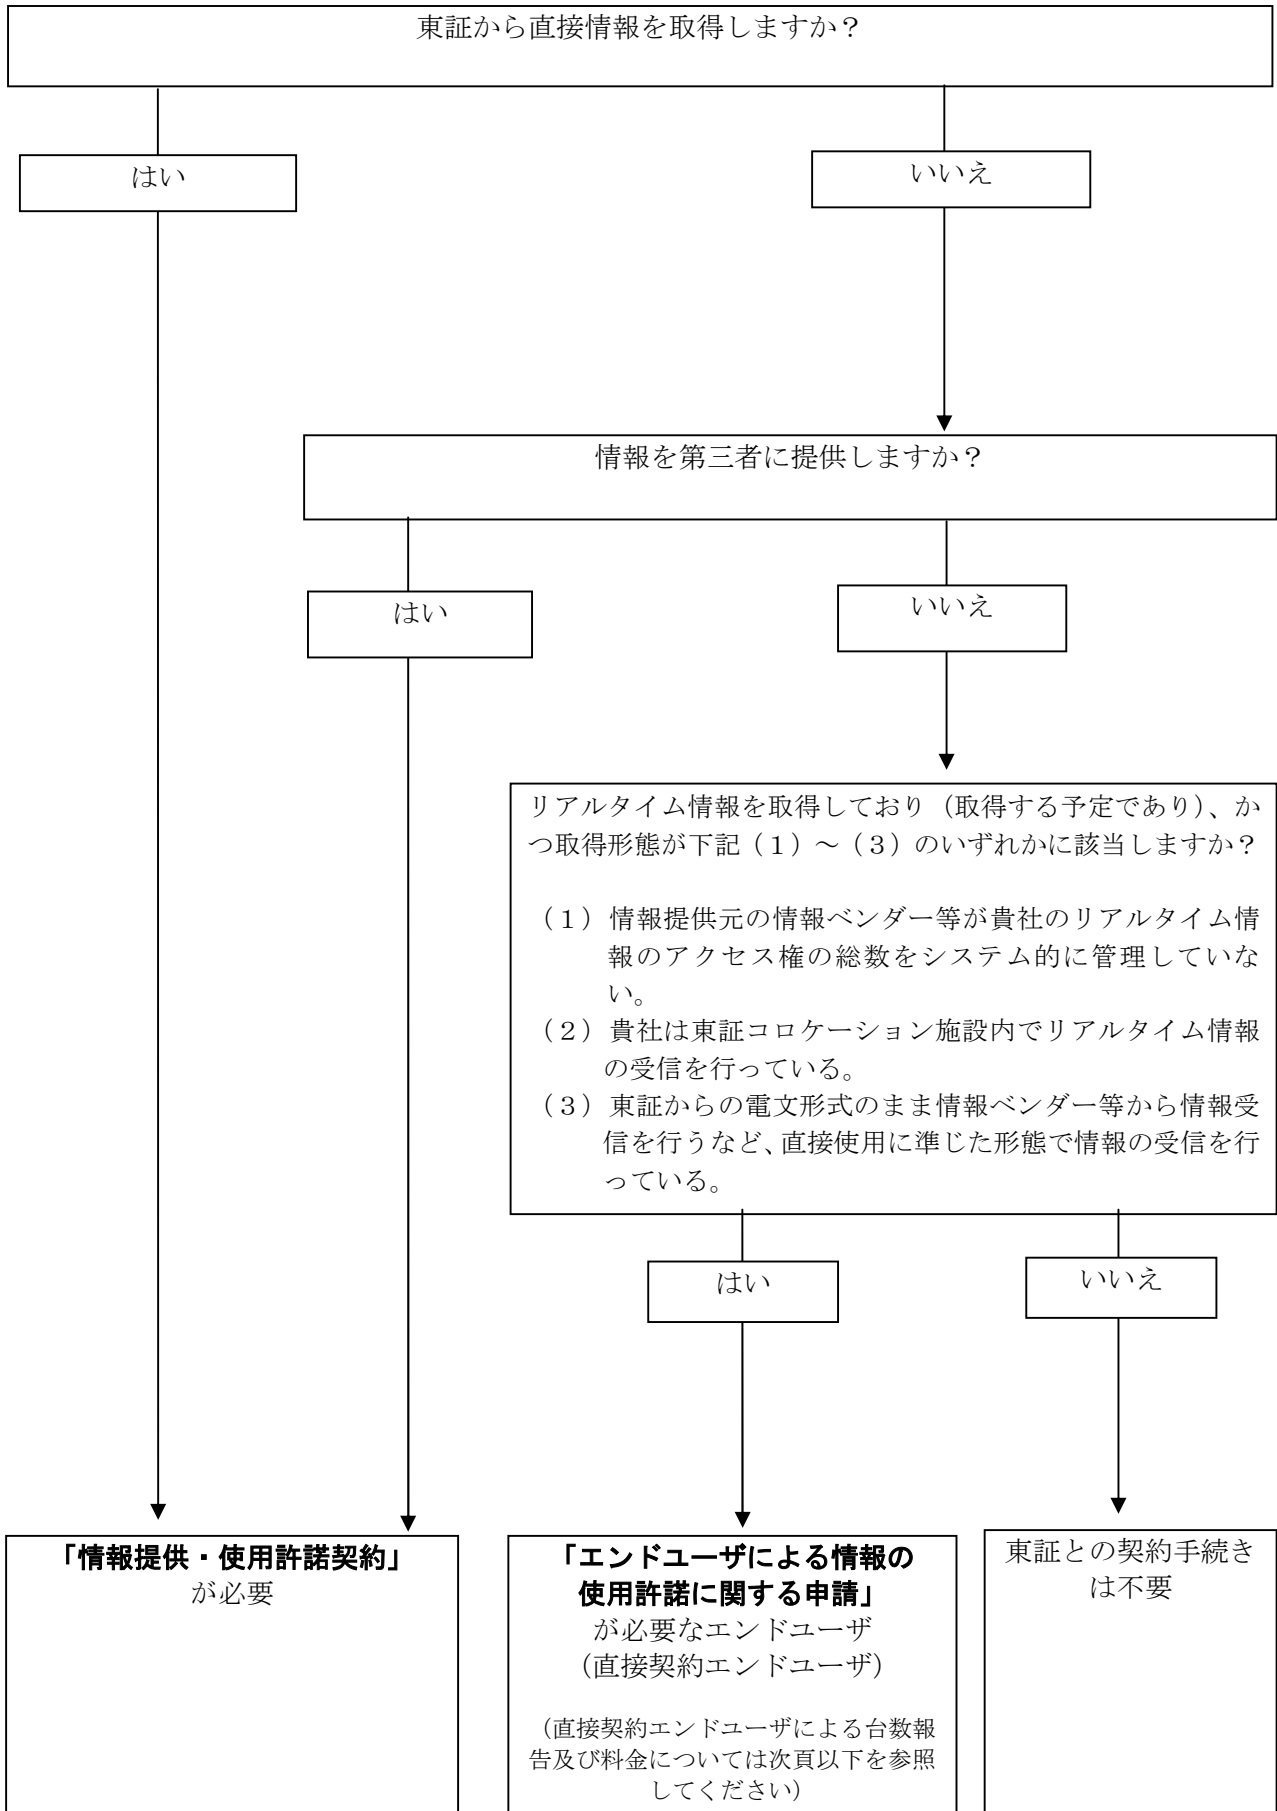 東証から直接情報を取得しますか？
はい
いいえ
情報を第三者に提供しますか？
はい
いいえ
リアルタイム情報を取得しており（取得する予定であり）、か
つ取得形態が下記（１）～（３）のいずれかに該当しますか？
（１）情報提供元の情報ベンダー等が貴社のリアルタイム情
報のアクセス権の総数をシステム的に管理していな
い。
（２）貴社は東証コロケーション施設内でリアルタイム情報
の受信を行っている。
（３）東証からの電文形式のまま情報ベンダー等から情報受
信を行うなど、直接使用に準じた形態で情報の受信を行
っている。
はい
いいえ
「情報提供・使用許諾契約」
が必要
「エンドユーザによる情報の
使用許諾に関する申請」
が必要なエンドユーザ
（直接契約エンドユーザ）
（直接契約エンドユーザによる台数報
告及び料金については次頁以下を参照
してください）
東証との契約手続き
は不要